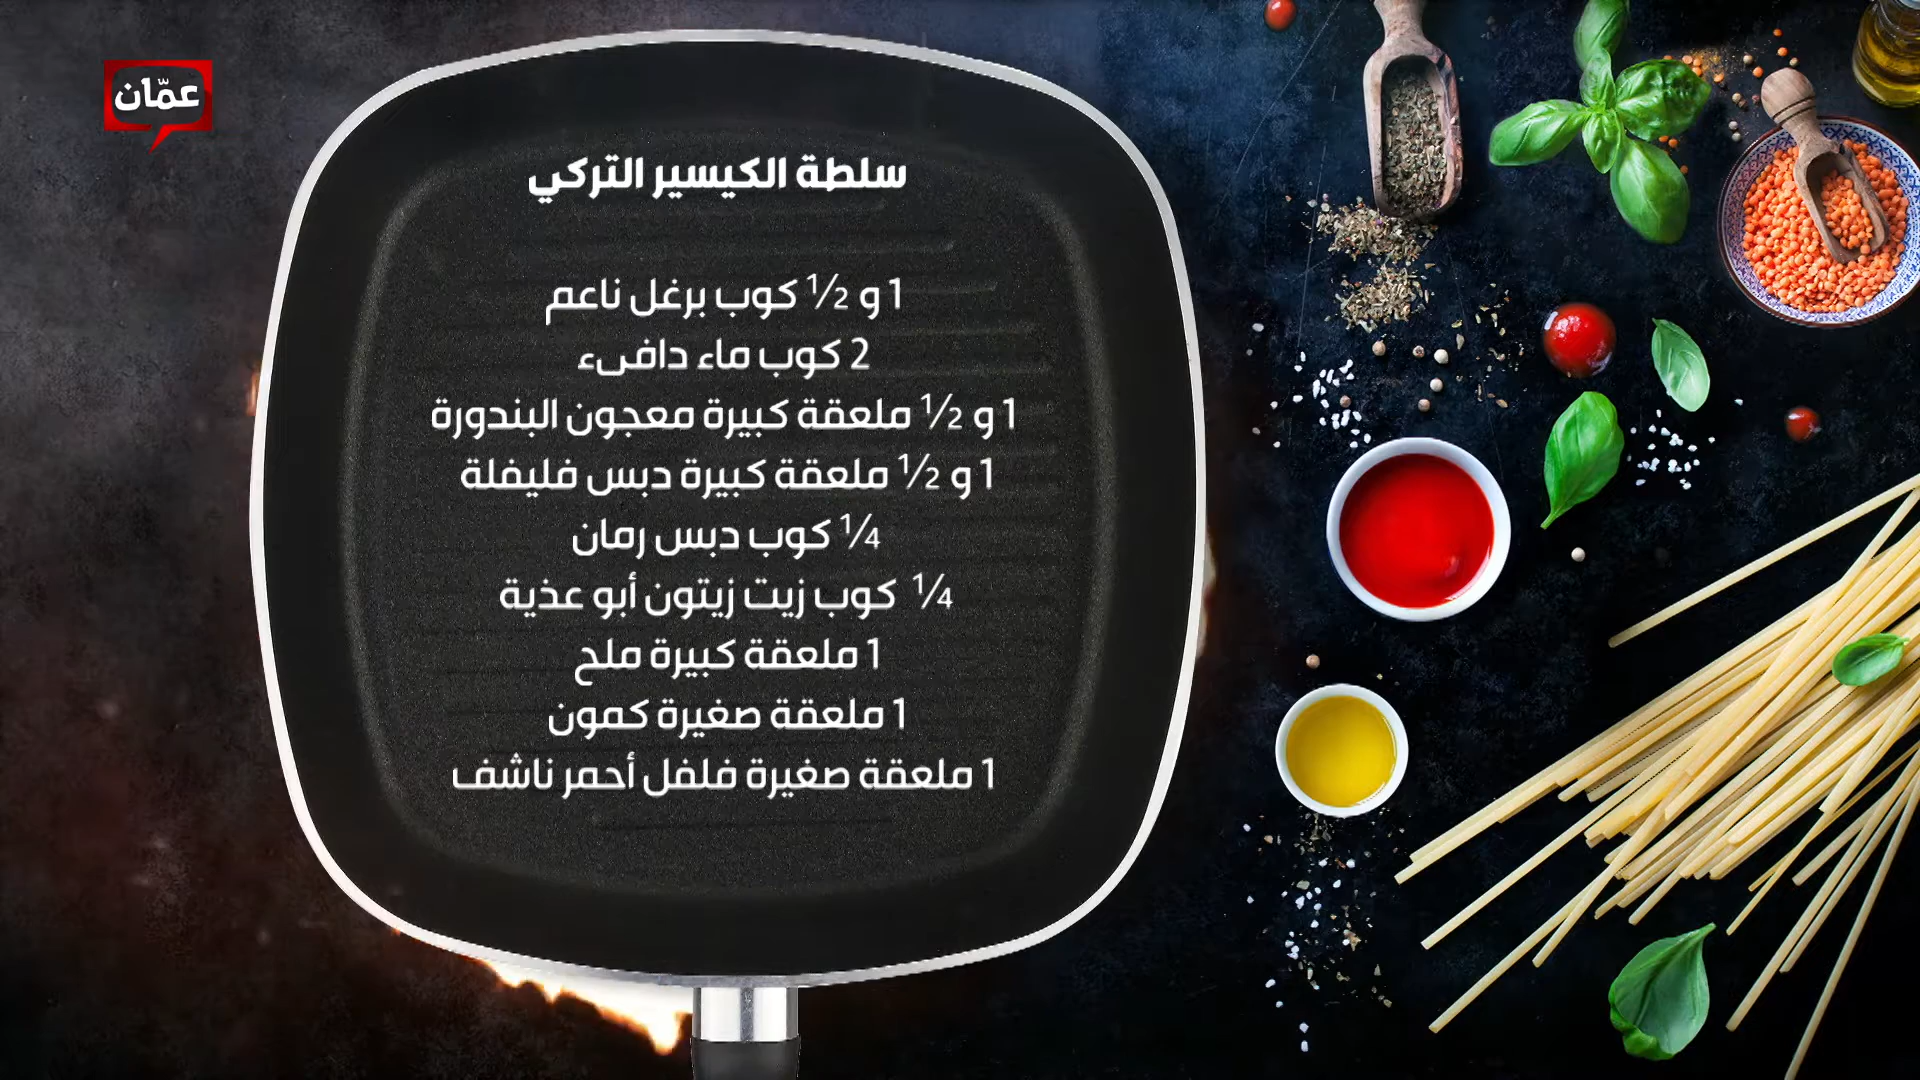 عمّان
سلطة الكيسير التركي
1 و ½ كوب برغل ناعم
2 كوب ماء دافىء
1 و ½ ملعقة كبيرة معجون البندورة
1 و ½ ملعقة كبيرة دبس فليفلة
¼ كوب دبس رمان
¼ كوب زيت زيتون أبو عذية
1 ملعقة كبيرة ملح
1 ملعقة صغيرة كمون
1 ملعقة صغيرة فلفل أحمر ناشف